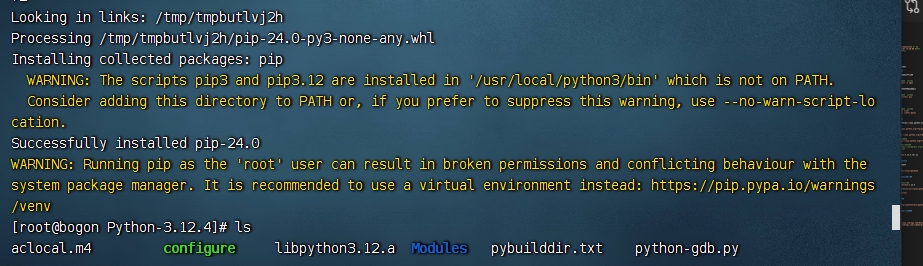 Looking in links: /tmp/tmpbutlvj2h
Processing /tmp/tmpbutlvj2h/pip-24.0-py3-none-any.whl
Installing collected packages: pip
  WARNING: The scripts pip3 and pip3.12 are installed in '/usr/local/python3/bin' which is not on PATH.
  Consider adding this directory to PATH or, if you prefer to suppress this warning, use --no-warn-script-lo
cation.
Successfully installed pip-24.0
WARNING: Running pip as the 'root' user can result in broken permissions and conflicting behaviour with the
system package manager. It is recommended to use a virtual environment instead: https://pip.pypa.io/warnings
/venv
[root@bogon Python-3.12.4]# ls
aclocal.m4 configure libpython3.12.a Modules pybuilddir.txt python-gdb.py